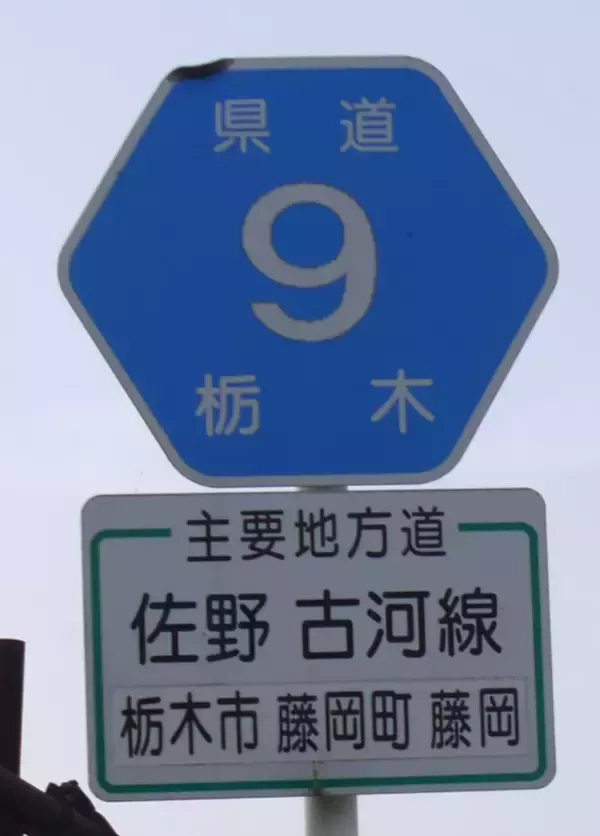 県 道
9
栃 木
主要地方道
佐野 古河線
栃木市 藤岡町 藤岡